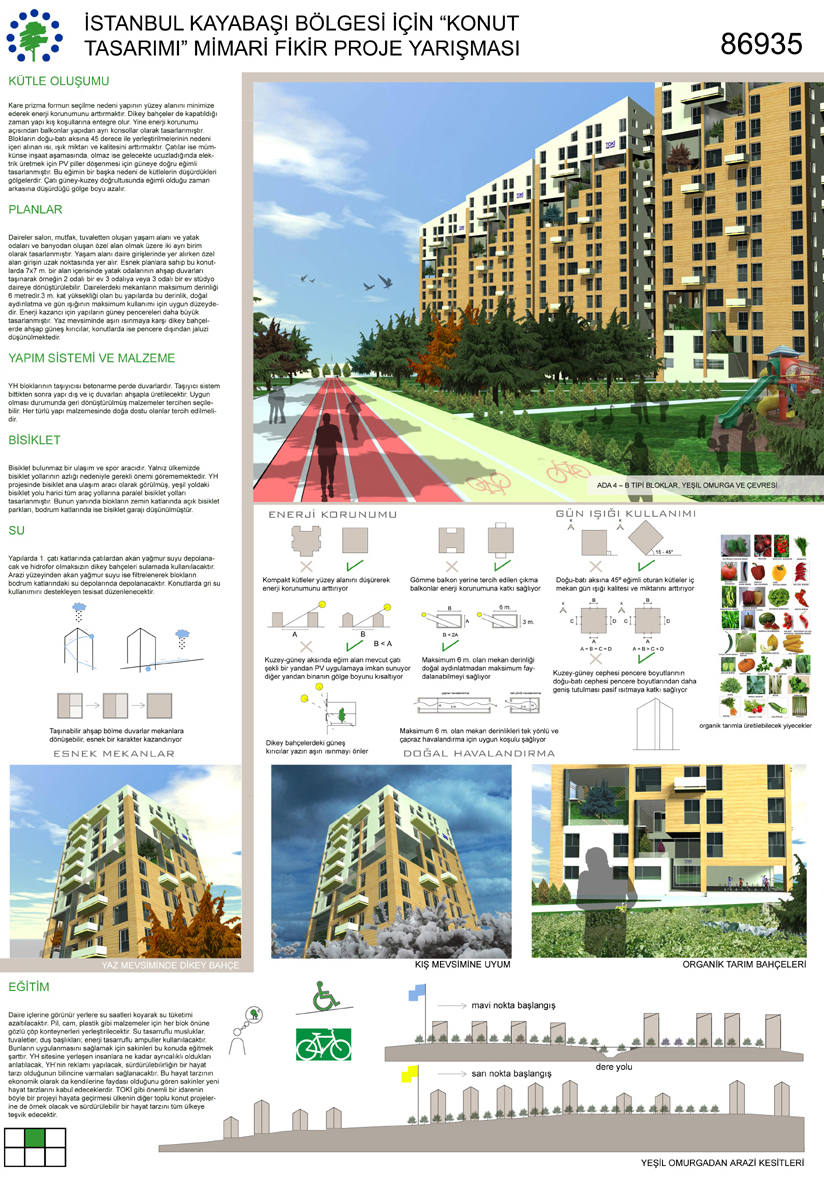 İSTANBUL KAYABAŞI BÖLGESİ İÇİN “KONUT
TASARIMI” MİMARİ FİKİR PROJE YARIŞMASI
86935
KÜTLE OLUŞUMU
Kare prizma formun seçilme nedeni yapının yüzey alanını minimize
ederek enerji korunumunu arttırmaktır. Dikey bahçeler de kapatıldığı
zaman yapı kış koşullarına entegre olur. Yine enerji korunumu
açısından balkonlar yapıdan ayrı konsollar olarak tasarlanmıştır.
Blokların doğu-batı aksına 45 derece ile yerleştirilmelerinin nedeni
içeri alınan ısı, ışık miktarı ve kalitesini arttırmaktır. Çatılar ise müm-
künse inşaat aşamasında, olmaz ise gelecekte ucuzladığında elek-
trik üretmek için PV piller döşenmesi için güneye doğru eğimli
tasarlanmıştır. Bu eğimin bir başka nedeni de kütlelerin düşürdükleri
gölgelerdir. Çatı güney-kuzey doğrultusunda eğimli olduğu zaman
arkasına düşürdüğü gölge boyu azalır.
PLANLAR
Daireler salon, mutfak, tuvaletten oluşan yaşam alanı ve yatak
odaları ve banyodan oluşan özel alan olmak üzere iki ayrı birim
olarak tasarlanmıştır. Yaşam alanı daire girişlerinde yer alırken özel
alan girişin uzak noktasında yer alır. Esnek planlara sahip bu konut-
larda 7x7 m. bir alan içerisinde yatak odalarının ahşap duvarları
taşınarak örneğin 2 odalı bir ev 3 odalıya veya 3 odalı bir ev stüdyo
daireye dönüştürülebilir. Dairelerdeki mekanların maksimum derinliği
6 metredir.3 m. kat yüksekliği olan bu yapılarda bu derinlik, doğal
aydınlatma ve gün ışığının maksimum kullanımı için uygun düzeyde-
dir. Enerji kazancı için yapıların güney pencereleri daha büyük
tasarlanmıştır. Yaz mevsiminde aşırı ısınmaya karşı dikey bahçel-
erde ahşap güneş kırıcılar, konutlarda ise pencere dışından jaluzi
düşünülmektedir.
YAPIM SİSTEMİ VE MALZEME
YH bloklarının taşıyıcısı betonarme perde duvarlardır. Taşıyıcı sistem
bittikten sonra yapı dış ve iç duvarları ahşapla üretilecektir. Uygun
olması durumunda geri dönüştürülmüş malzemeler tercihen seçile-
bilir. Her türlü yapı malzemesinde doğa dostu olanlar tercih edilmeli-
dir.
BİSİKLET
Bisiklet bulunmaz bir ulaşım ve spor aracıdır. Yalnız ülkemizde
bisiklet yollarının azlığı nedeniyle gerekli önemi görememektedir. YH
projesinde bisiklet ana ulaşım aracı olarak görülmüş, yeşil yoldaki
bisiklet yolu harici tüm araç yollarına paralel bisiklet yolları
tasarlanmıştır. Bunun yanında blokların zemin katlarında açık bisiklet
parkları, bodrum katlarında ise bisiklet garajı düşünülmüştür.
SU
Yapılarda 1. çatı katlarında çatılardan akan yağmur suyu depolana-
cak ve hidrofor olmaksızın dikey bahçeleri sulamada kullanılacaktır.
Arazi yüzeyinden akan yağmur suyu ise filtrelenerek blokların
bodrum katlarındaki su depolarında depolanacaktır. Konutlarda gri su
kullanımını destekleyen tesisat düzenlenecektir.
Taşınabilir ahşap bölme duvarlar mekanlara
dönüşebilir, esnek bir karakter kazandırıyor
ESNEK MEKANLAR
TOKİ
ADA 4 – B TİPİ BLOKLAR, YEŞİL OMURGA VE ÇEVRESİ
ENERJİ KORUNUMU
Kompakt kütleler yüzey alanını düşürerek
enerji korunumunu arttırıyor
Gömme balkon yerine tercih edilen çıkma
balkonlar enerji korunumuna katkı sağlıyor
A
B
B < A
Kuzey-güney aksında eğim alan mevcut çatı
şekli bir yandan PV uygulamaya imkan sunuyor
diğer yandan binanın gölge boyunu kısaltıyor
B
A
B < 2A
6 m.
3 m.
Maksimum 6 m. olan mekan derinliği
doğal aydınlatmadan maksimum fay-
dalanabilmeyi sağlıyor
Dikey bahçelerdeki güneş
kırıcılar yazın aşırı ısınmayı önler
Maksimum 6 m. olan mekan derinlikleri tek yönlü ve
çapraz havalandırma için uygun koşulu sağlıyor
DOĞAL HAVALANDIRMA
GÜN IŞIĞI KULLANIMI
K
K
15 - 45°
Doğu-batı aksına 45º eğimli oturan kütleler iç
mekan gün ışığı kalitesi ve miktarını arttırıyor
K
B
C
D
A
A = B = C = D
K
B
C
D
A
A > B > C = D
Kuzey-güney cephesi pencere boyutlarının
doğu-batı cephesi pencere boyutlarından daha
geniş tutulması pasif ısıtmaya katkı sağlıyor
organik tarımla üretilebilecek yiyecekler
YAZ MEVSİMİNDE DİKEY BAHÇE
KIŞ MEVSİMİNE UYUM
ORGANİK TARIM BAHÇELERİ
EĞİTİM
Daire içlerine görünür yerlere su saatleri koyarak su tüketimi
azaltılacaktır. Pil, cam, plastik gibi malzemeler için her blok önüne
gözlü çöp konteynerleri yerleştirilecektir. Su tasarruflu musluklar,
tuvaletler, duş başlıkları; enerji tasarruflu ampuller kullanılacaktır.
Bunların uygulanmasını sağlamak için sakinleri bu konuda eğitmek
şarttır. YH sitesine yerleşen insanlara ne kadar ayrıcalıklı oldukları
anlatılacak, YH’nin reklamı yapılacak, sürdürülebilirliğin bir hayat
tarzı olduğunun bilincine varmaları sağlanacaktır. Bu hayat tarzının
ekonomik olarak da kendilerine faydası olduğunu gören sakinler yeni
hayat tarzlarını kabul edeceklerdir. TOKİ gibi önemli bir idarenin
böyle bir projeyi hayata geçirmesi ülkenin diğer toplu konut projeler-
ine de örnek olacak ve sürdürülebilir bir hayat tarzını tüm ülkeye
teşvik edecektir.
mavi nokta başlangış
dere yolu
sarı nokta başlangış
YEŞİL OMURGADAN ARAZİ KESİTLERİ